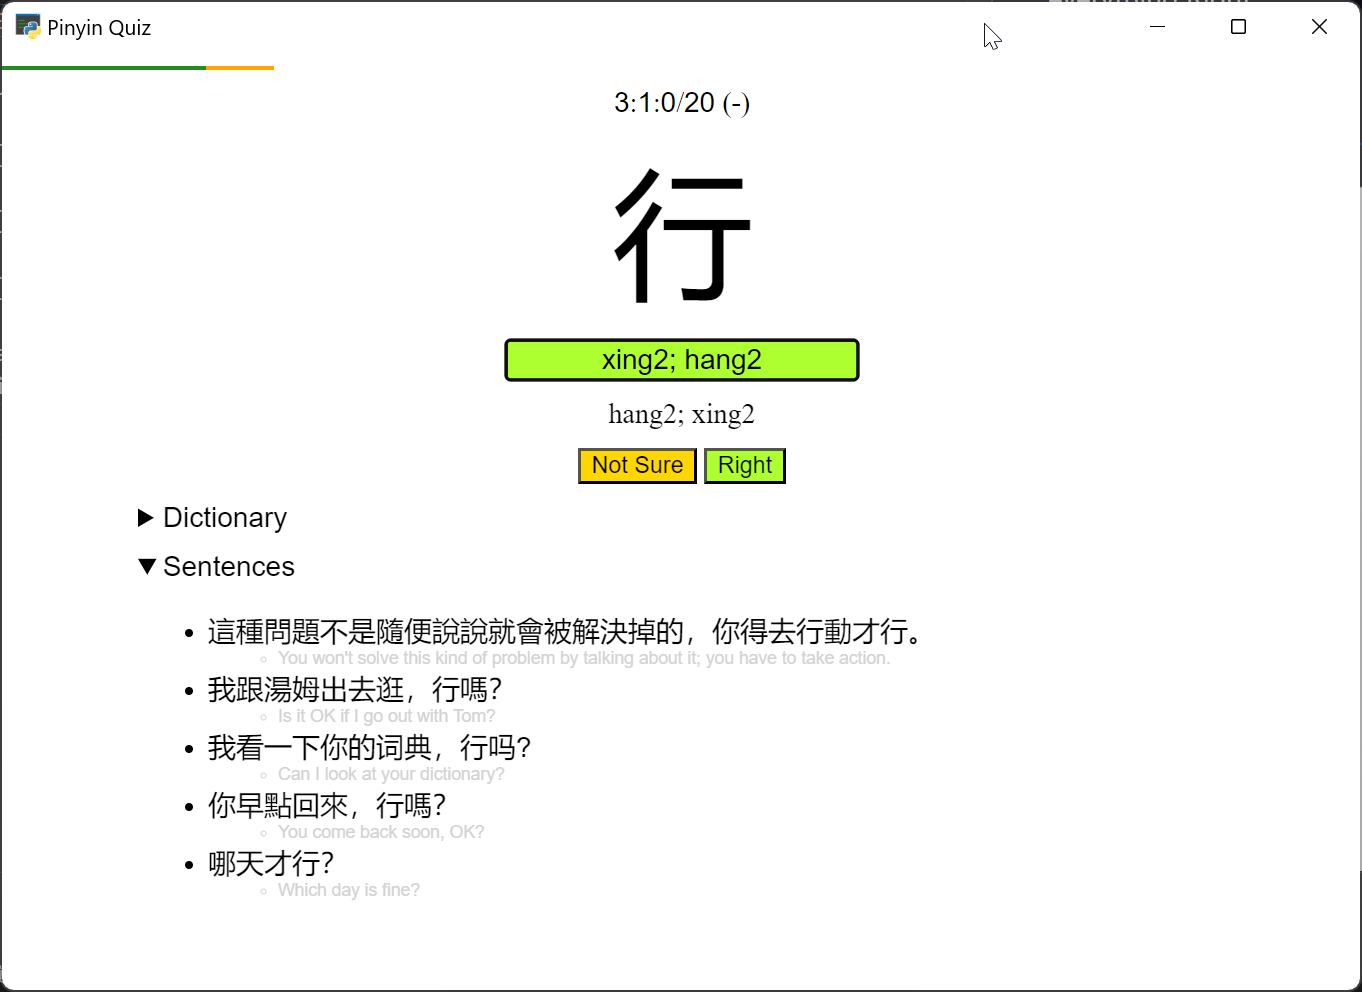 Pinyin Quiz
3:1:0/20 (-)
行
xing2; hang2
hang2; xing2
Not Sure Right
▶ Dictionary
▼ Sentences
• 這種問題不是隨便說說就會被解決掉的，你得去行動才行。
◦ You won't solve this kind of problem by talking about it; you have to take action.
• 我跟湯姆出去逛，行嗎？
◦ Is it OK if I go out with Tom?
• 我看一下你的词典，行吗？
◦ Can I look at your dictionary?
• 你早點回來，行嗎？
◦ You come back soon, OK?
• 哪天才行？
◦ Which day is fine?